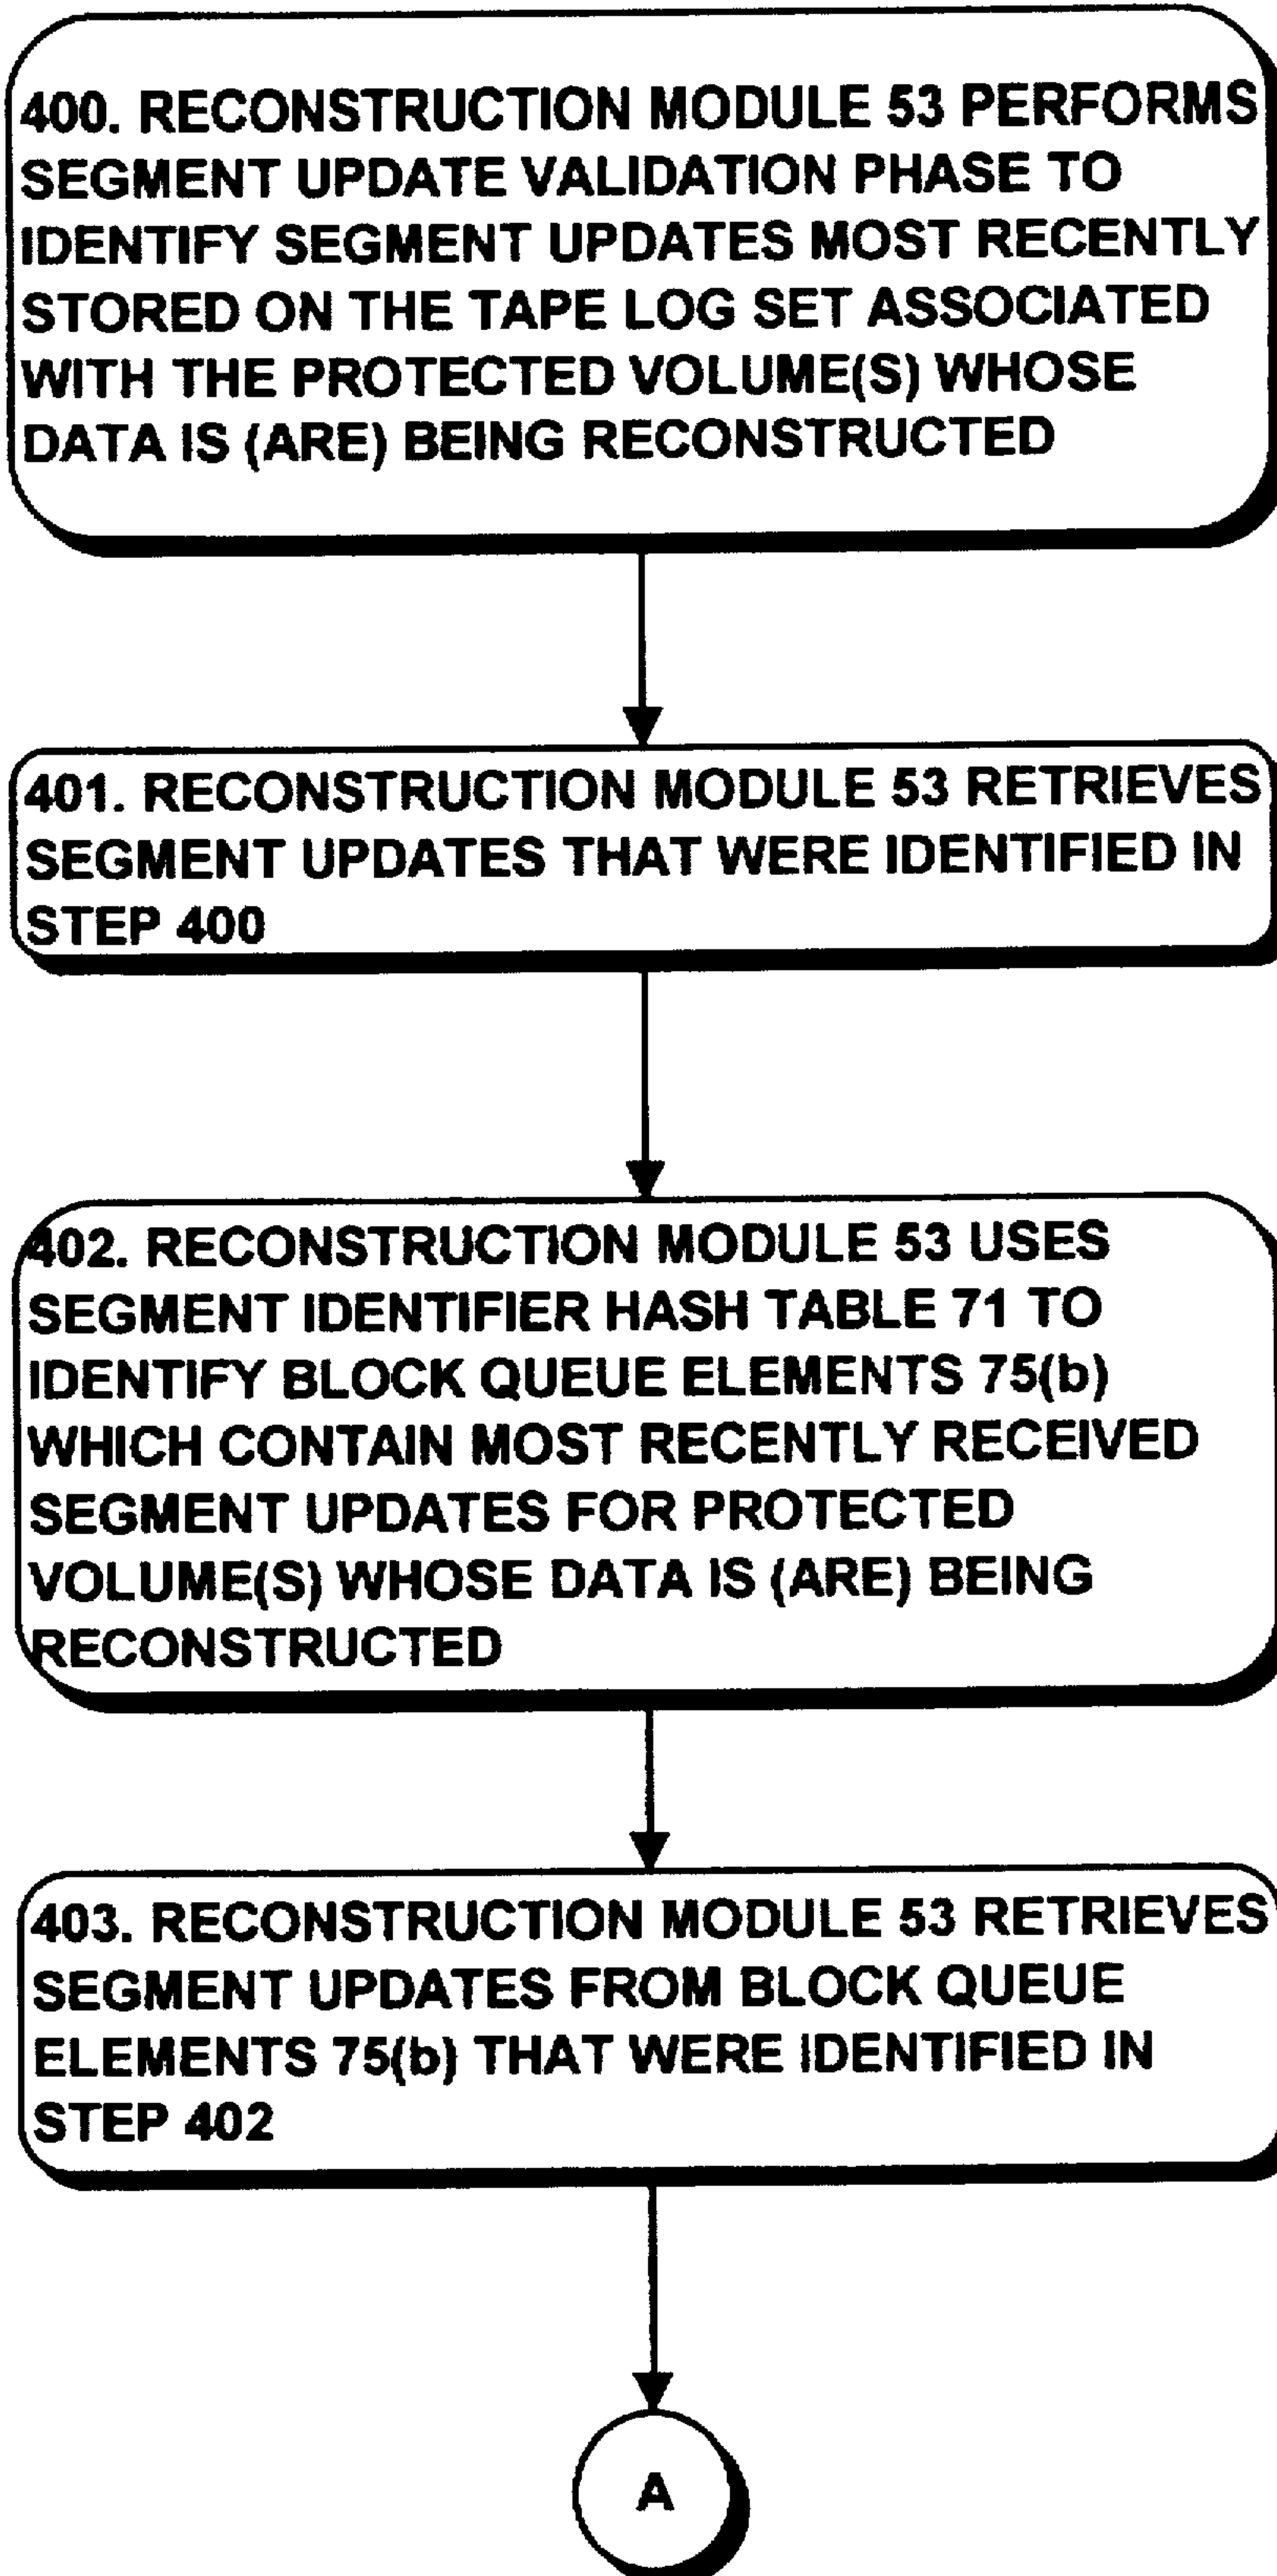 400. RECONSTRUCTION MODULE 53 PERFORMS
SEGMENT UPDATE VALIDATION PHASE TO
IDENTIFY SEGMENT UPDATES MOST RECENTLY
STORED ON THE TAPE LOG SET ASSOCIATED
WITH THE PROTECTED VOLUME(S) WHOSE
DATA IS (ARE) BEING RECONSTRUCTED
401. RECONSTRUCTION MODULE 53 RETRIEVES
SEGMENT UPDATES THAT WERE IDENTIFIED IN
STEP 400
402. RECONSTRUCTION MODULE 53 USES
SEGMENT IDENTIFIER HASH TABLE 71 TO
IDENTIFY BLOCK QUEUE ELEMENTS 75(b)
WHICH CONTAIN MOST RECENTLY RECEIVED
SEGMENT UPDATES FOR PROTECTED
VOLUME(S) WHOSE DATA IS (ARE) BEING
RECONSTRUCTED
403. RECONSTRUCTION MODULE 53 RETRIEVES
SEGMENT UPDATES FROM BLOCK QUEUE
ELEMENTS 75(b) THAT WERE IDENTIFIED IN
STEP 402
A